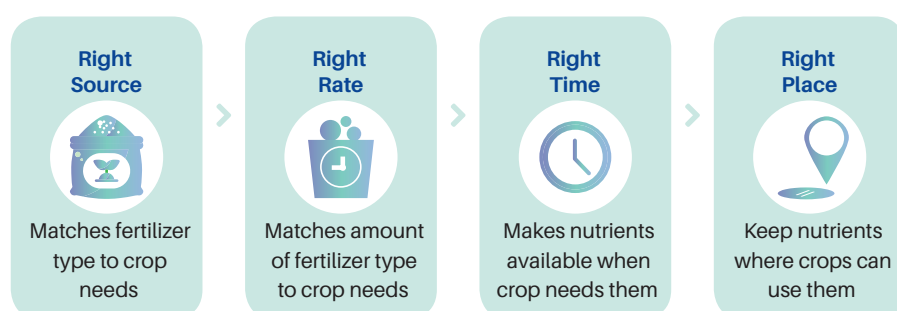 Right
Source
Matches fertilizer
type to crop
needs
Right
Rate
Matches amount
of fertilizer type
to crop needs
Right
Time
Makes nutrients
available when
crop needs them
Right
Place
Keep nutrients
where crops can
use them